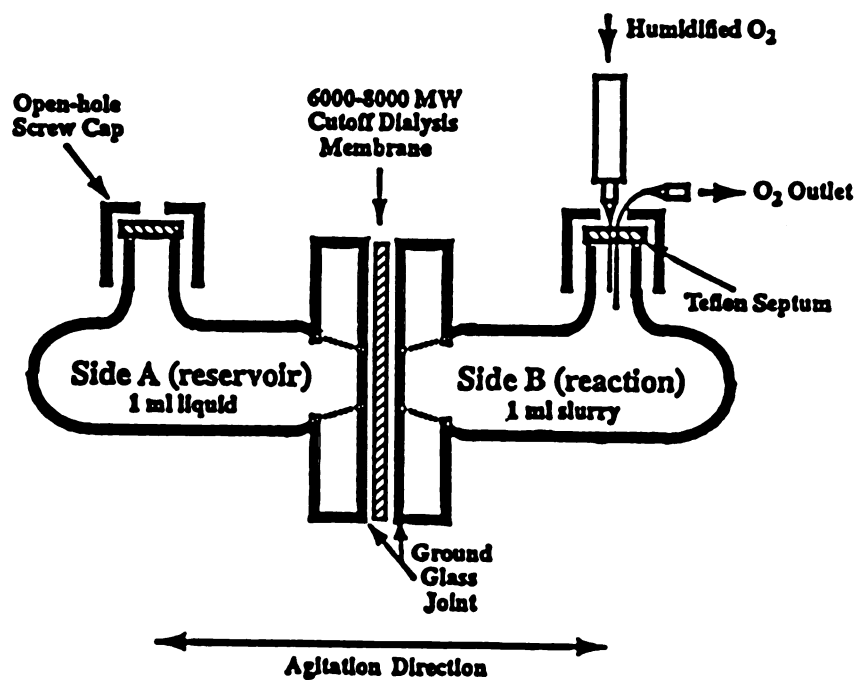 Humidified O₂
Open-hole
Screw Cap
6000-8000 MW
Cutoff Dialysis
Membrane
O₂ Outlet
Teflon Septum
Side A (reservoir)
1 ml liquid
Side B (reaction)
1 ml slurry
Ground
Glass
Joint
Agitation Direction